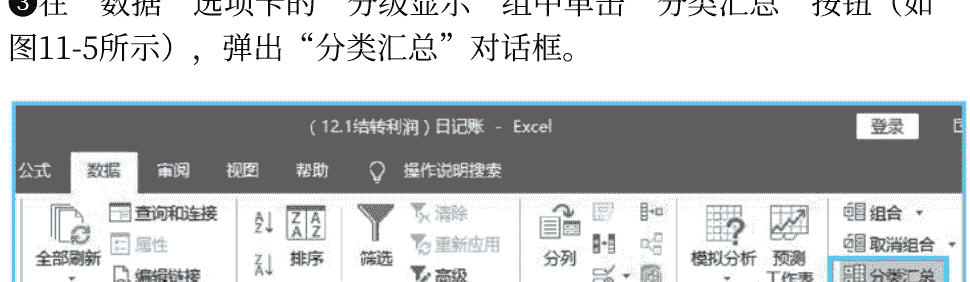 ❸在“数据”选项卡的“分级显示”组中单击“分类汇总”按钮（如
图11-5所示），弹出“分类汇总”对话框。
（12.1结转利润）日记账 - Excel
登录
公式 数据 审阅 视图 帮助 操作说明搜索
查询和连接 清除 组合
属性 重新应用 取消组合
全部刷新 排序 筛选 分列 模拟分析 预测
编辑链接 高级 工作表 分类汇总